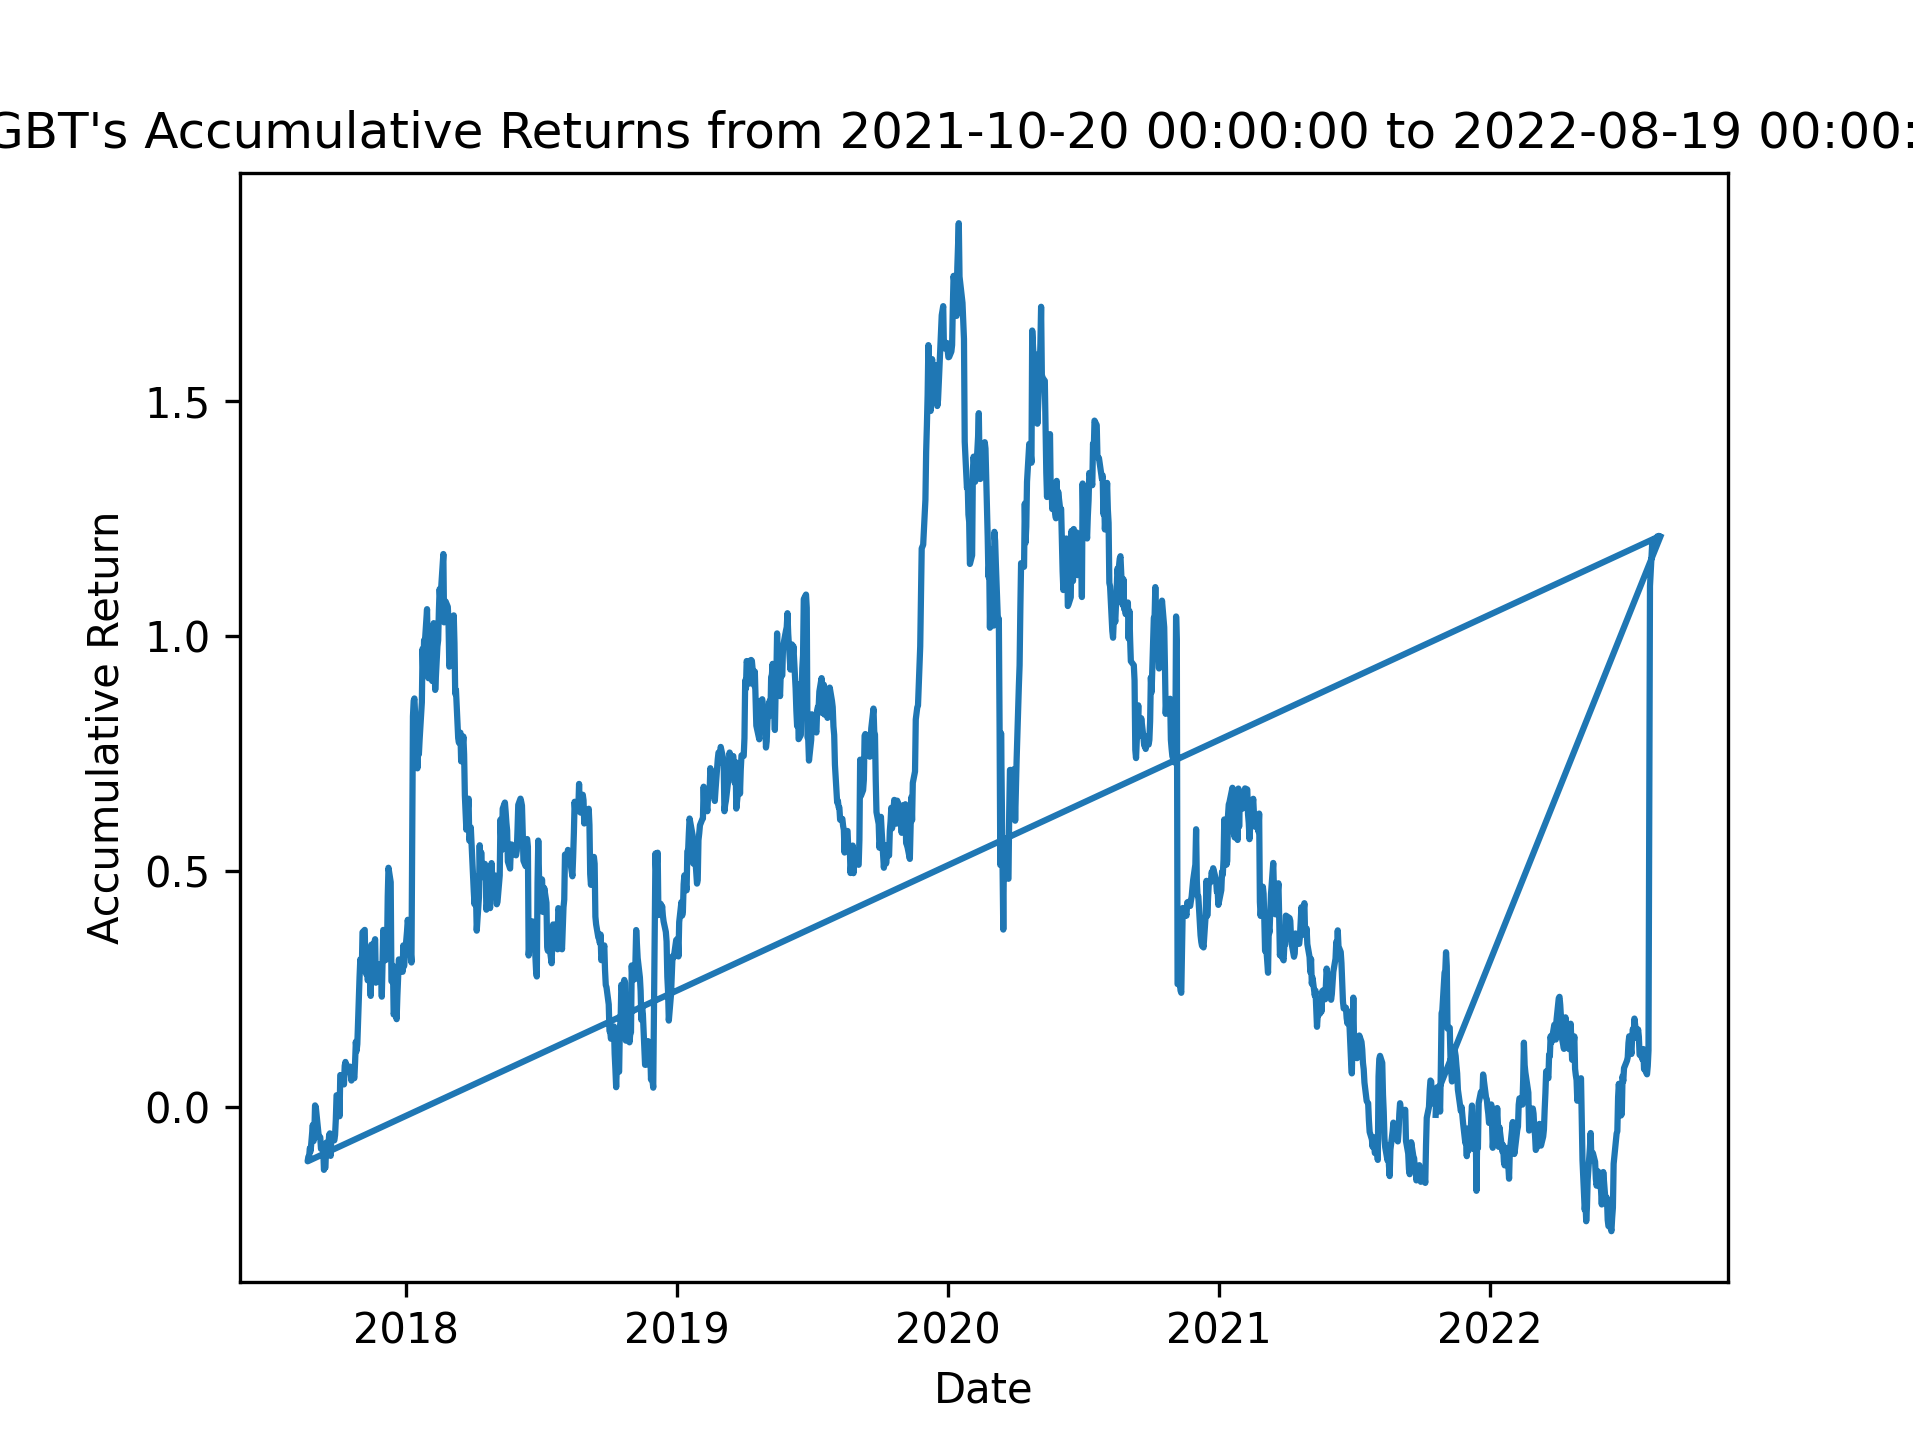 GBT's Accumulative Returns from 2021-10-20 00:00:00 to 2022-08-19 00:00:
Accumulative Return
1.5
1.0
0.5
0.0
2018 2019 2020 2021 2022
Date